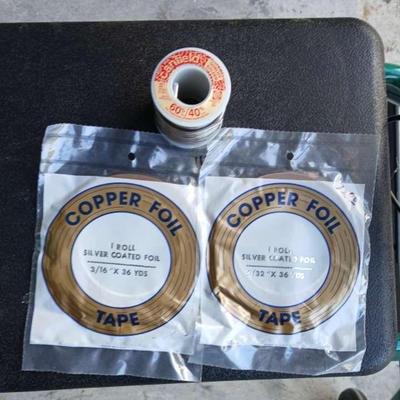 Canfield
60%/40%
COPPER FOIL
1 ROLL
SILVER COATED FOIL
3/16" X 36 YDS
TAPE
COPPER FOIL
1 ROLL
SILVER COATED FOIL
/32" X 36 YDS
TAPE